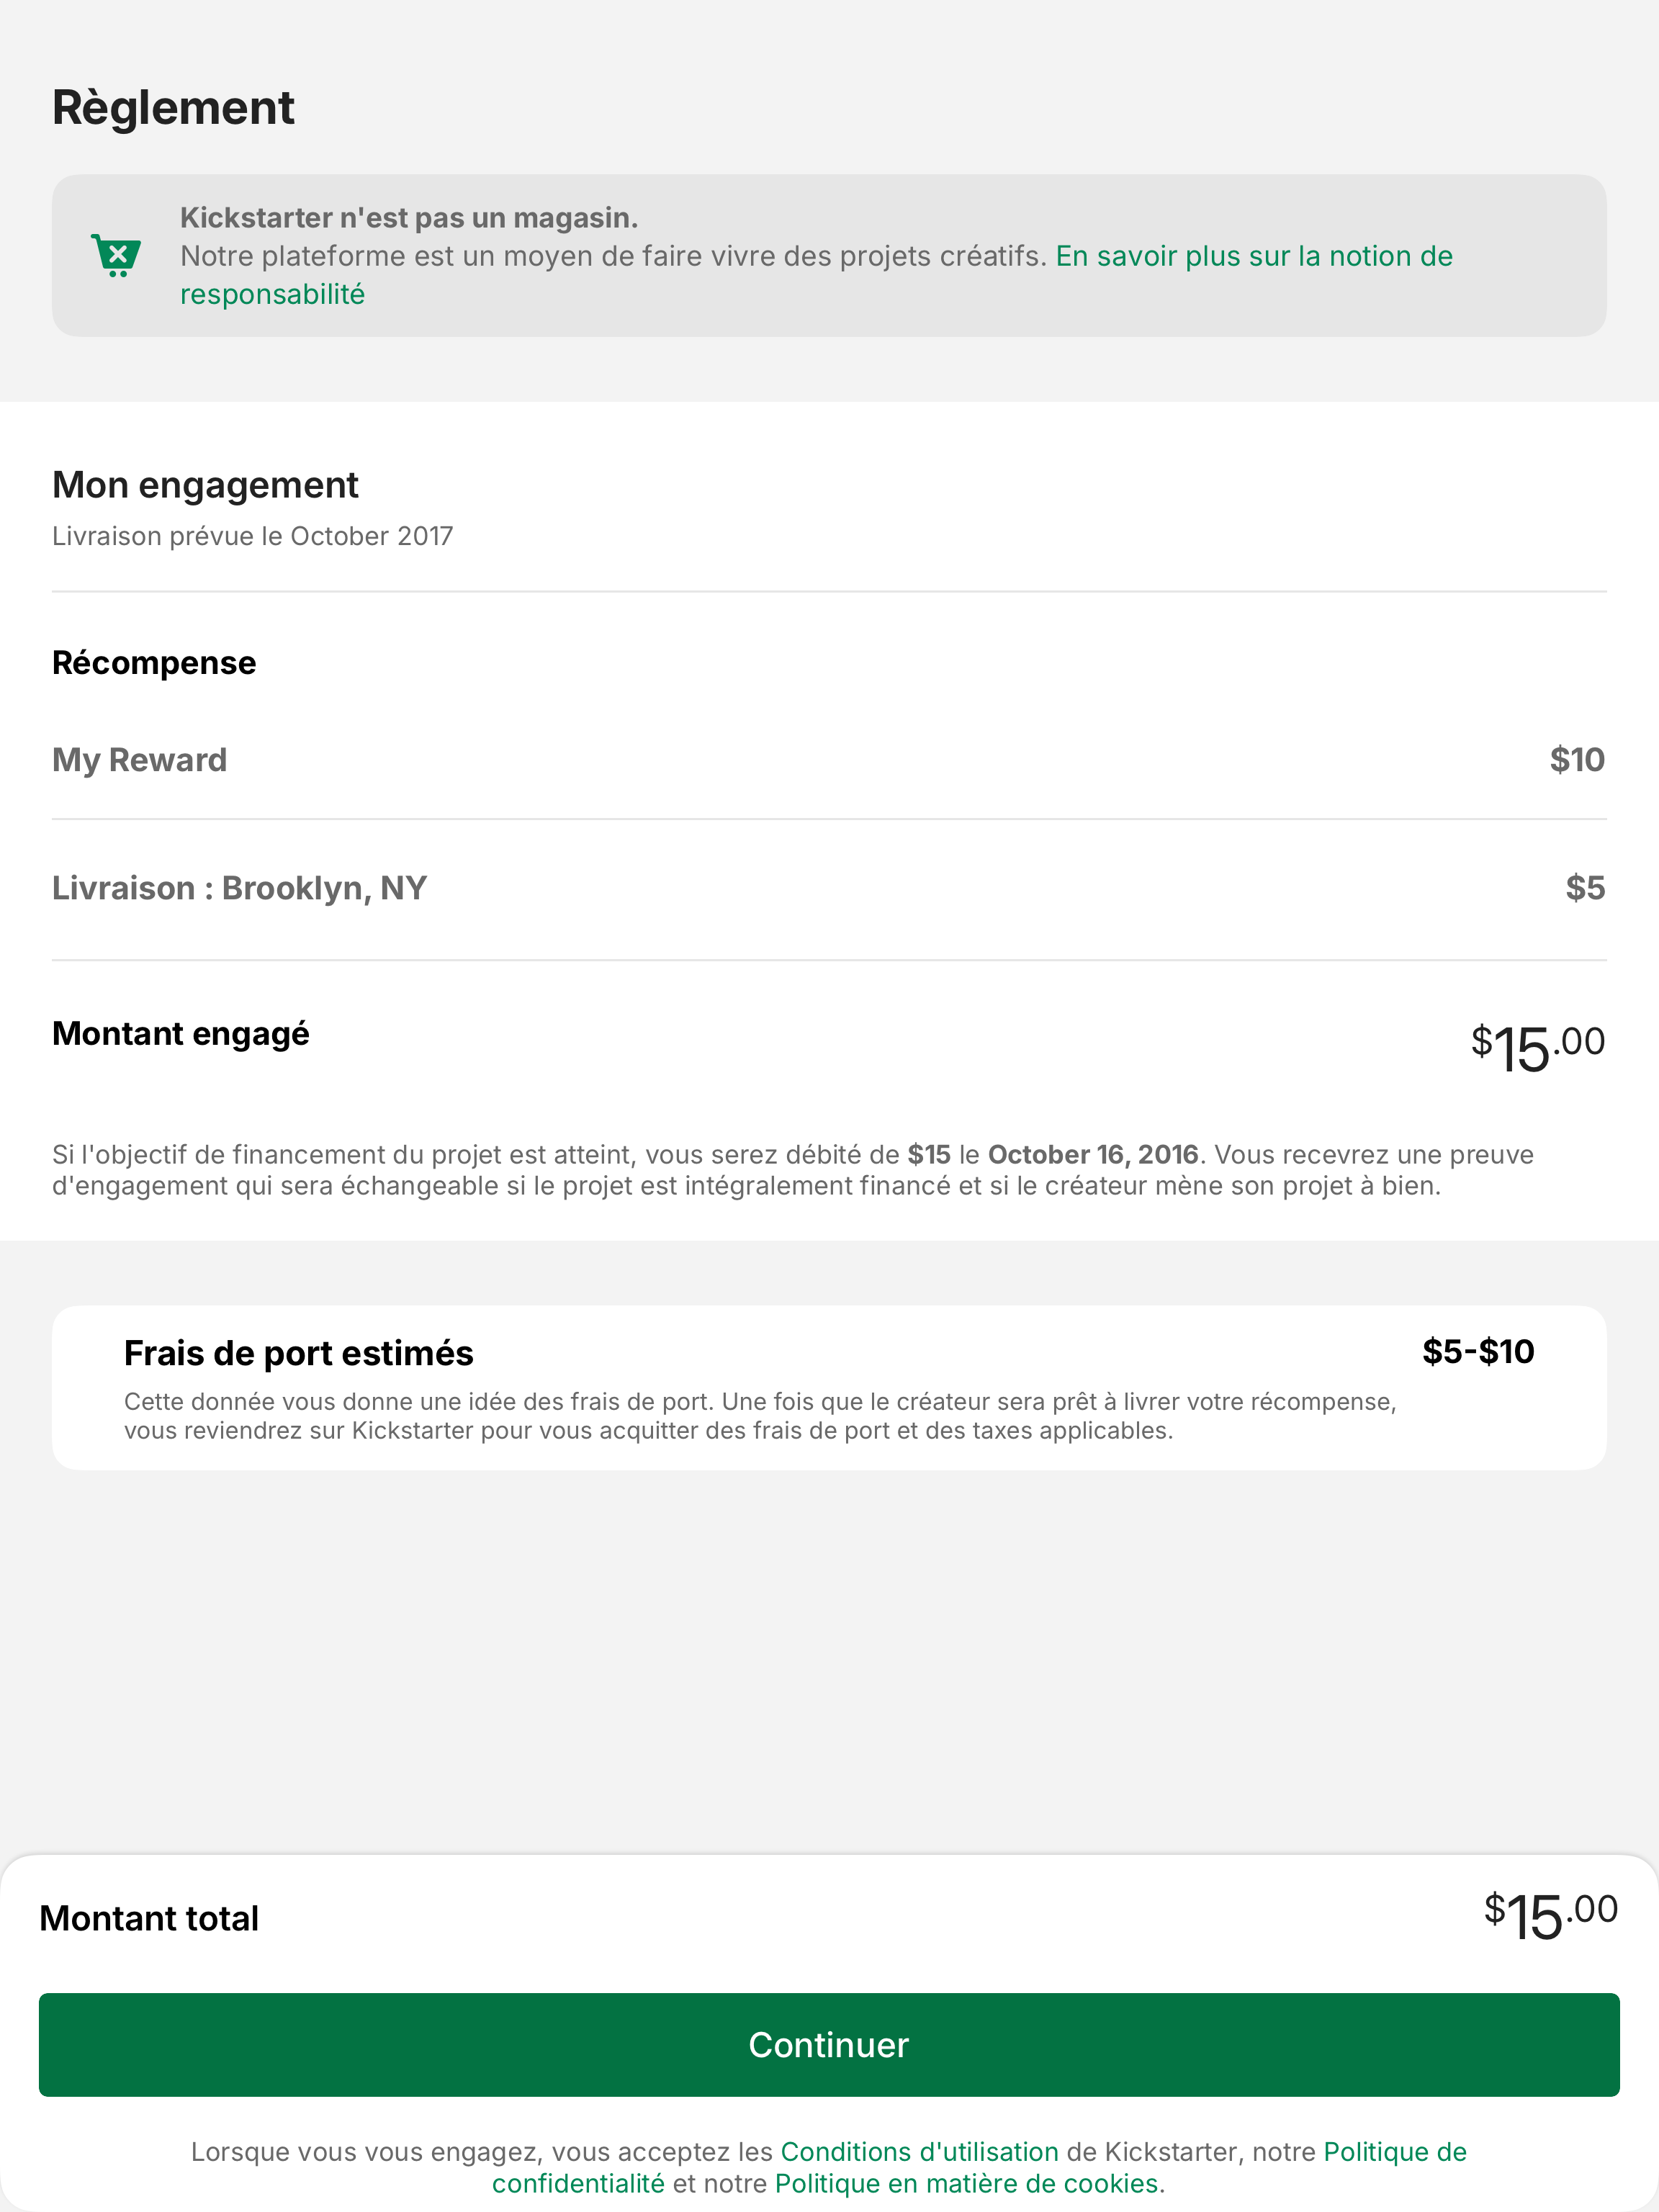 Règlement
Kickstarter n'est pas un magasin.
Notre plateforme est un moyen de faire vivre des projets créatifs. En savoir plus sur la notion de
responsabilité
Mon engagement
Livraison prévue le October 2017
Récompense
My Reward $10
Livraison : Brooklyn, NY $5
Montant engagé $15.00
Si l'objectif de financement du projet est atteint, vous serez débité de $15 le October 16, 2016. Vous recevrez une preuve
d'engagement qui sera échangeable si le projet est intégralement financé et si le créateur mène son projet à bien.
Frais de port estimés $5-$10
Cette donnée vous donne une idée des frais de port. Une fois que le créateur sera prêt à livrer votre récompense,
vous reviendrez sur Kickstarter pour vous acquitter des frais de port et des taxes applicables.
Montant total $15.00
Continuer
Lorsque vous vous engagez, vous acceptez les Conditions d'utilisation de Kickstarter, notre Politique de
confidentialité et notre Politique en matière de cookies.